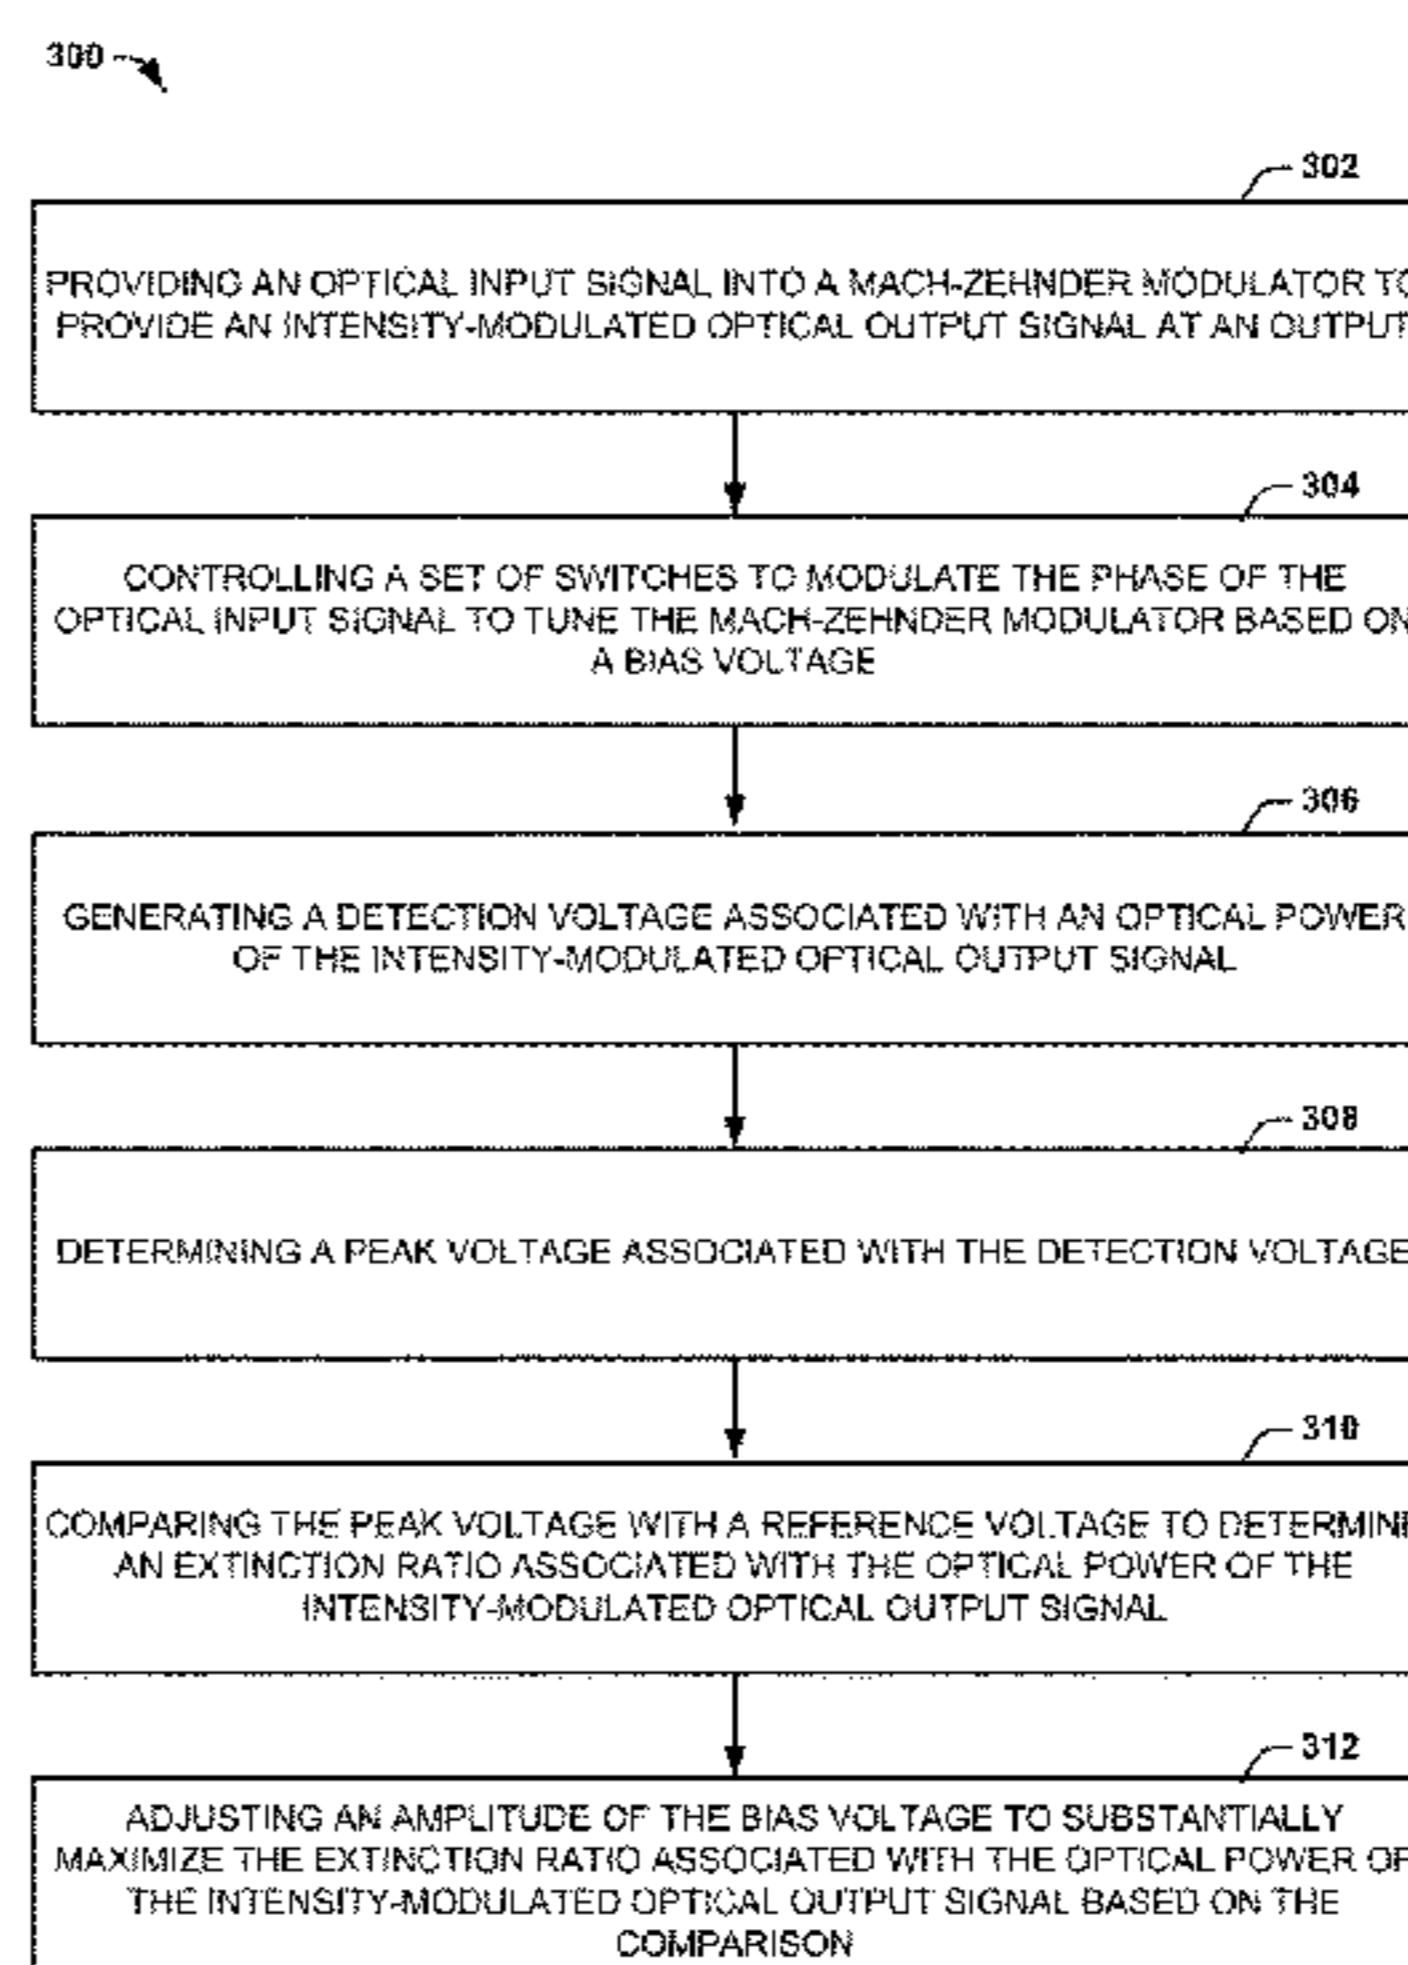 300
302
PROVIDING AN OPTICAL INPUT SIGNAL INTO A MACH-ZEHNDER MODULATOR TO
PROVIDE AN INTENSITY-MODULATED OPTICAL OUTPUT SIGNAL AT AN OUTPUT
304
CONTROLLING A SET OF SWITCHES TO MODULATE THE PHASE OF THE
OPTICAL INPUT SIGNAL TO TUNE THE MACH-ZEHNDER MODULATOR BASED ON
A BIAS VOLTAGE
306
GENERATING A DETECTION VOLTAGE ASSOCIATED WITH AN OPTICAL POWER
OF THE INTENSITY-MODULATED OPTICAL OUTPUT SIGNAL
308
DETERMINING A PEAK VOLTAGE ASSOCIATED WITH THE DETECTION VOLTAGE
310
COMPARING THE PEAK VOLTAGE WITH A REFERENCE VOLTAGE TO DETERMINE
AN EXTINCTION RATIO ASSOCIATED WITH THE OPTICAL POWER OF THE
INTENSITY-MODULATED OPTICAL OUTPUT SIGNAL
312
ADJUSTING AN AMPLITUDE OF THE BIAS VOLTAGE TO SUBSTANTIALLY
MAXIMIZE THE EXTINCTION RATIO ASSOCIATED WITH THE OPTICAL POWER OF
THE INTENSITY-MODULATED OPTICAL OUTPUT SIGNAL BASED ON THE
COMPARISON